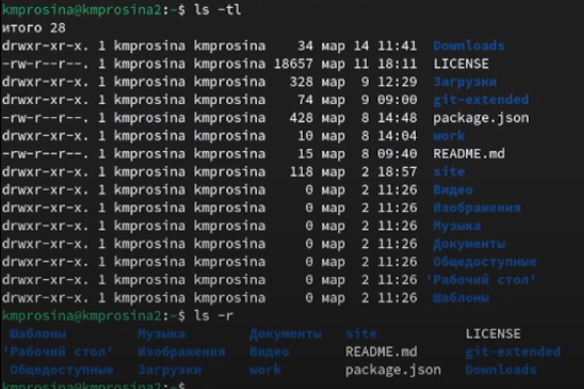 kmprosina@kmprosina2:~$ ls -tl
итого 28
drwxr-xr-x. 1 kmprosina kmprosina 34 мар 14 11:41 Downloads
-rw-r--r--. 1 kmprosina kmprosina 18657 мар 11 18:11 LICENSE
drwxr-xr-x. 1 kmprosina kmprosina 328 мар 9 12:29 Загрузки
drwxr-xr-x. 1 kmprosina kmprosina 74 мар 9 09:00 git-extended
-rw-r--r--. 1 kmprosina kmprosina 428 мар 8 14:48 package.json
drwxr-xr-x. 1 kmprosina kmprosina 10 мар 8 14:04 work
-rw-r--r--. 1 kmprosina kmprosina 15 мар 8 09:40 README.md
drwxr-xr-x. 1 kmprosina kmprosina 118 мар 2 18:57 site
drwxr-xr-x. 1 kmprosina kmprosina 0 мар 2 11:26 Видео
drwxr-xr-x. 1 kmprosina kmprosina 0 мар 2 11:26 Изображения
drwxr-xr-x. 1 kmprosina kmprosina 0 мар 2 11:26 Музыка
drwxr-xr-x. 1 kmprosina kmprosina 0 мар 2 11:26 Документы
drwxr-xr-x. 1 kmprosina kmprosina 0 мар 2 11:26 Общедоступные
drwxr-xr-x. 1 kmprosina kmprosina 0 мар 2 11:26 'Рабочий стол'
drwxr-xr-x. 1 kmprosina kmprosina 0 мар 2 11:26 Шаблоны
kmprosina@kmprosina2:~$ ls -r
Шаблоны Музыка Документы site LICENSE
'Рабочий стол' Изображения Видео README.md git-extended
Общедоступные Загрузки work package.json Downloads
kmprosina@kmprosina2:~$